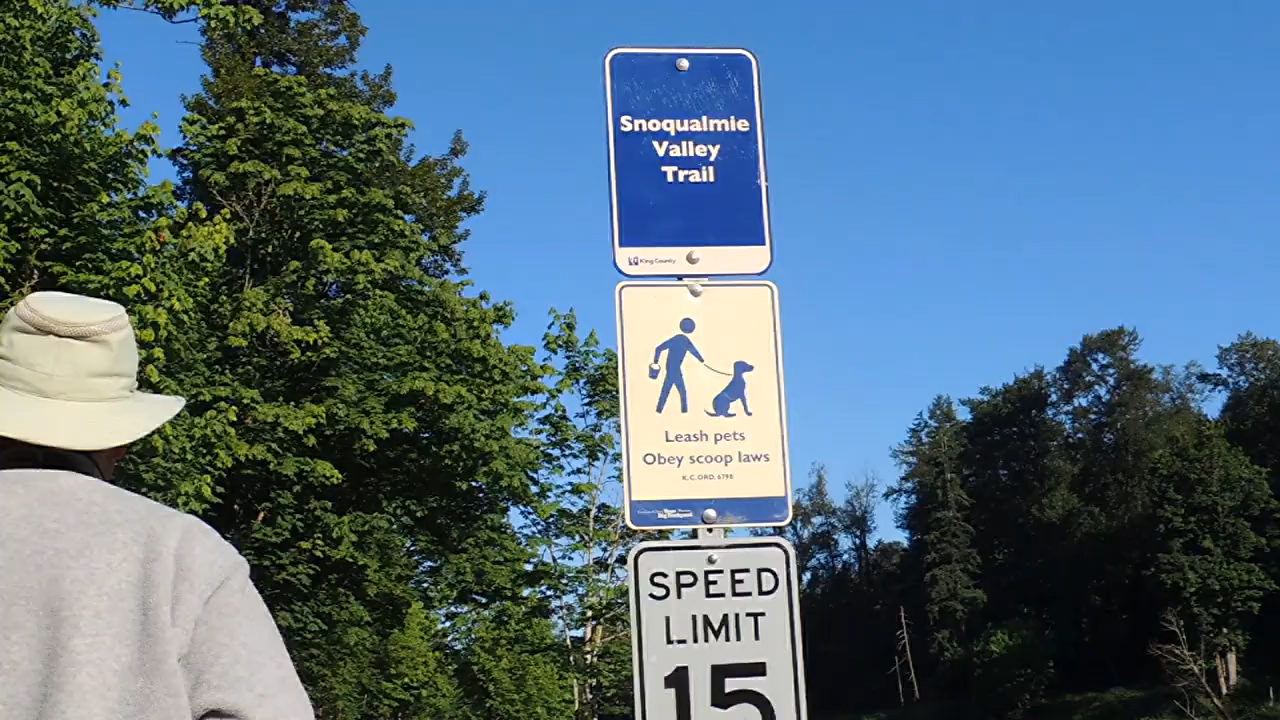 Snoqualmie
Valley
Trail
King County
Leash pets
Obey scoop laws
K.C.ORD. 6798
SPEED
LIMIT
15